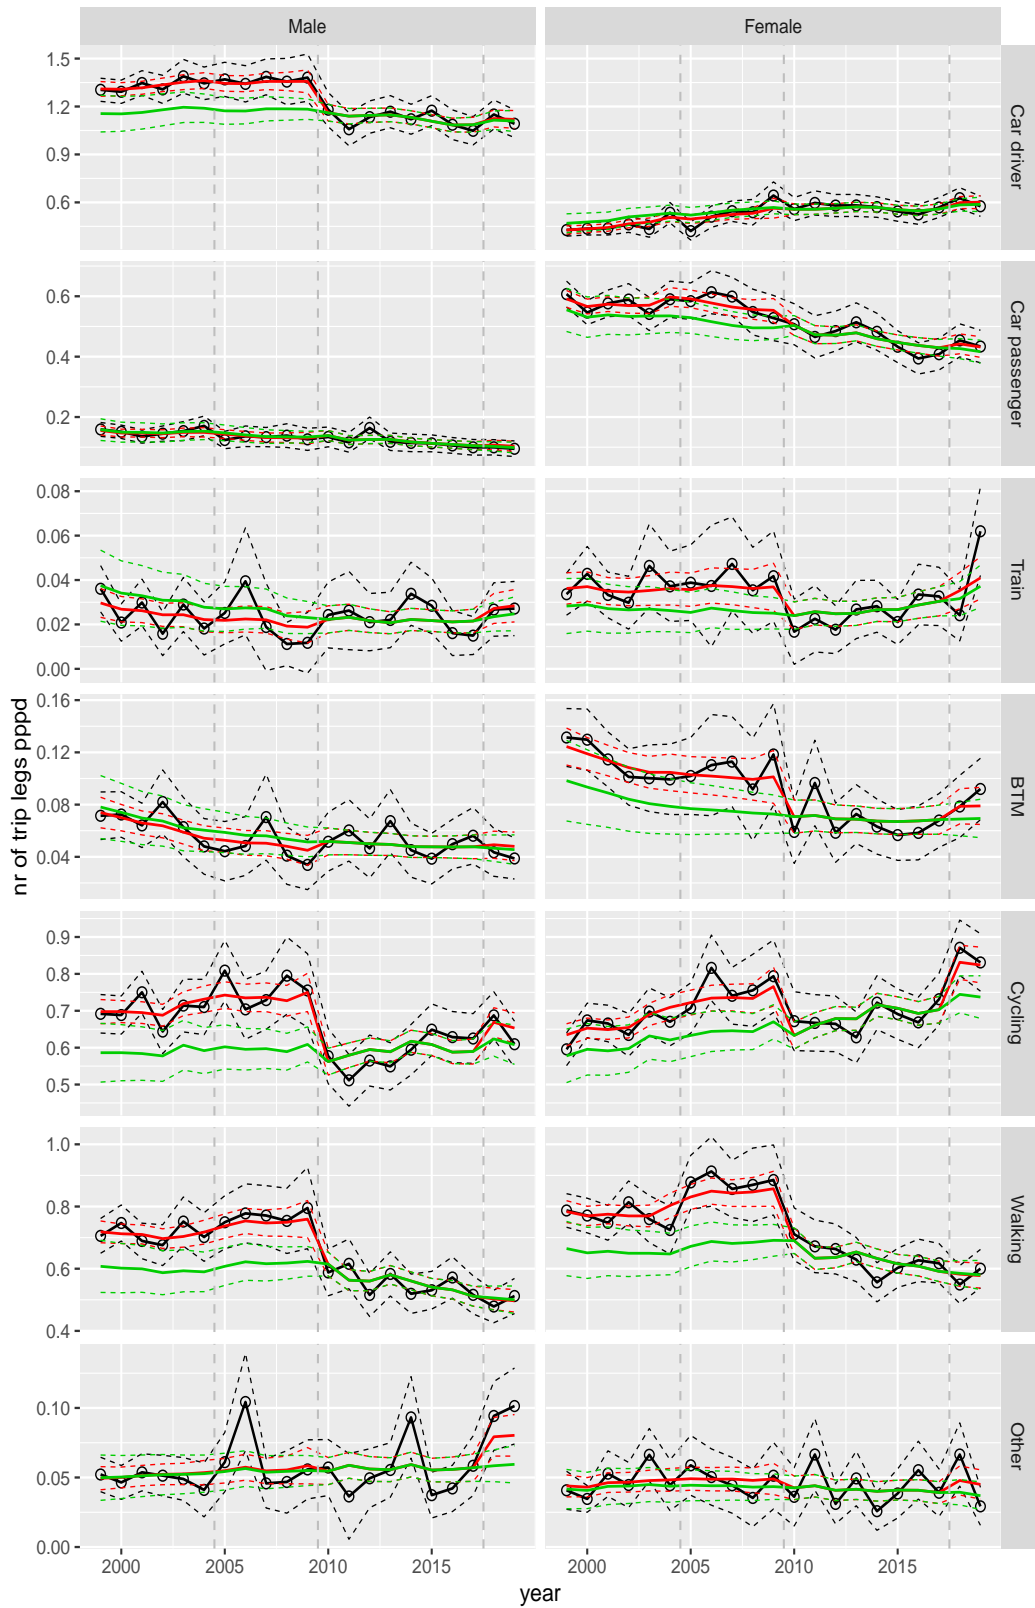 Male Female
1.5
1.2
0.9
0.6
Car driver
0.6
0.4
0.2
Car passenger
0.08
0.06
0.04
0.02
0.00
Train
0.16
0.12
0.08
0.04
BTM
0.9
0.8
0.7
0.6
0.5
Cycling
1.0
0.8
0.6
0.4
Walking
0.10
0.05
0.00
Other
nr of trip legs pppd
2000 2005 2010 2015 2000 2005 2010 2015
year